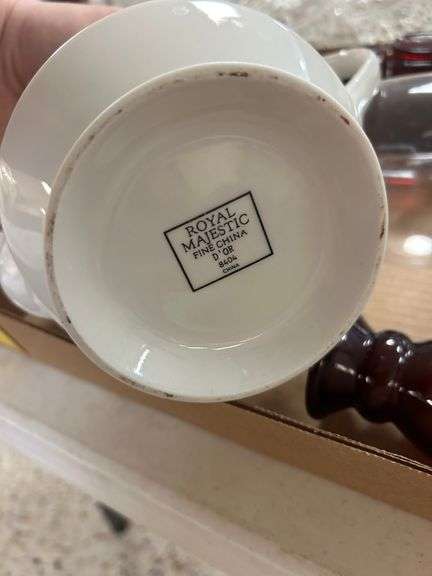 ROYAL
MAJESTIC
FINE CHINA
D'OR
8404
CHINA